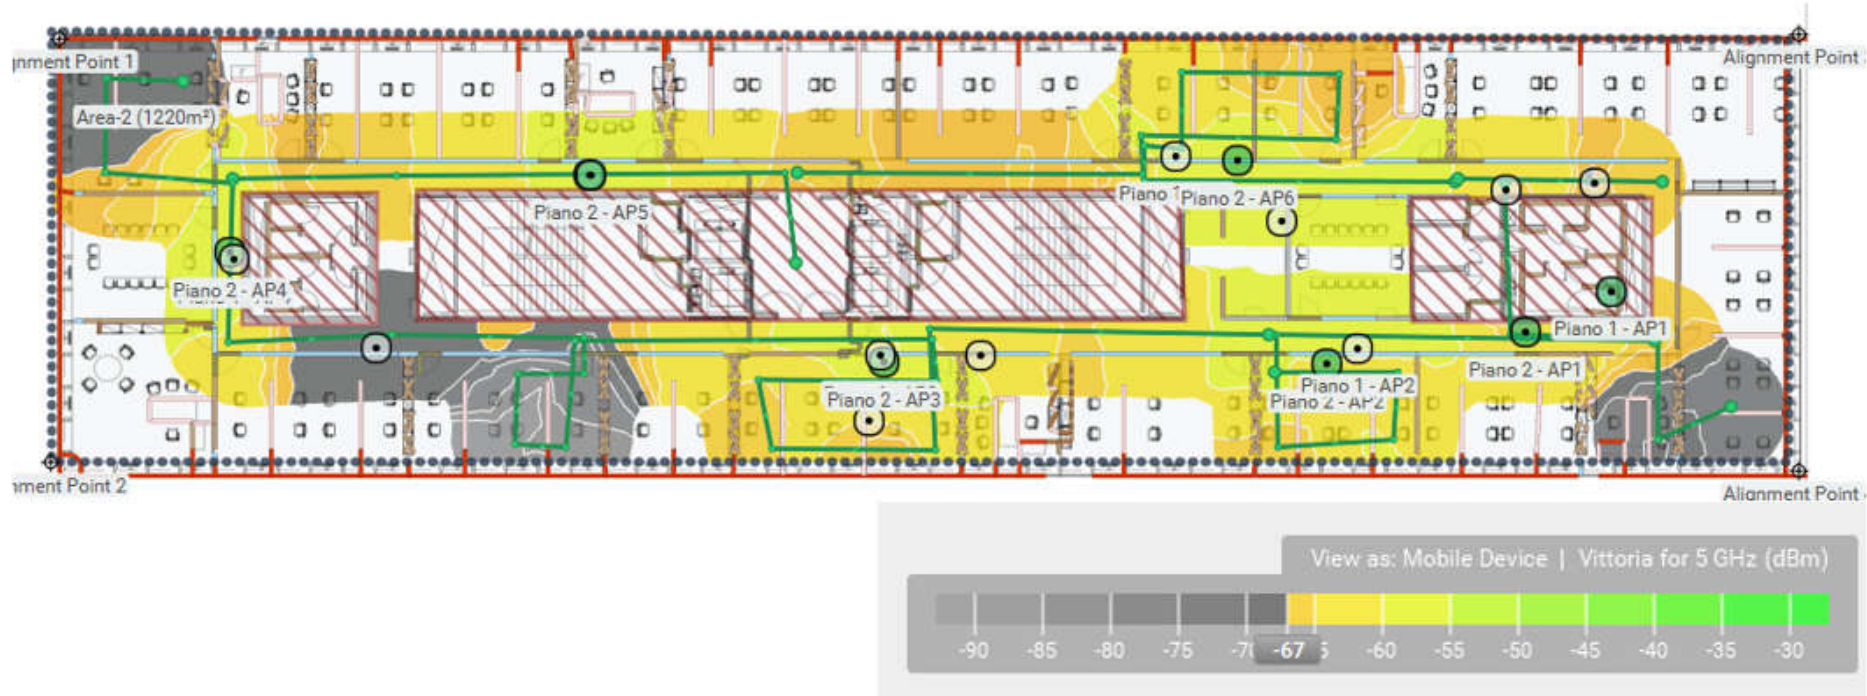 gnment Point 1
Alignment Point
Area-2 (1220m²)
Piano 2 - AP5
Piano 1
Piano 2 - AP6
Piano 2 - AP4
Piano 1 - AP1
Piano 2 - AP1
Piano 1 - AP2
Piano 2 - AP2
Piano 2 - AP3
nment Point 2
Alignment Point
View as: Mobile Device | Vittoria for 5 GHz (dBm)
-90 -85 -80 -75 -7 -67 5 -60 -55 -50 -45 -40 -35 -30